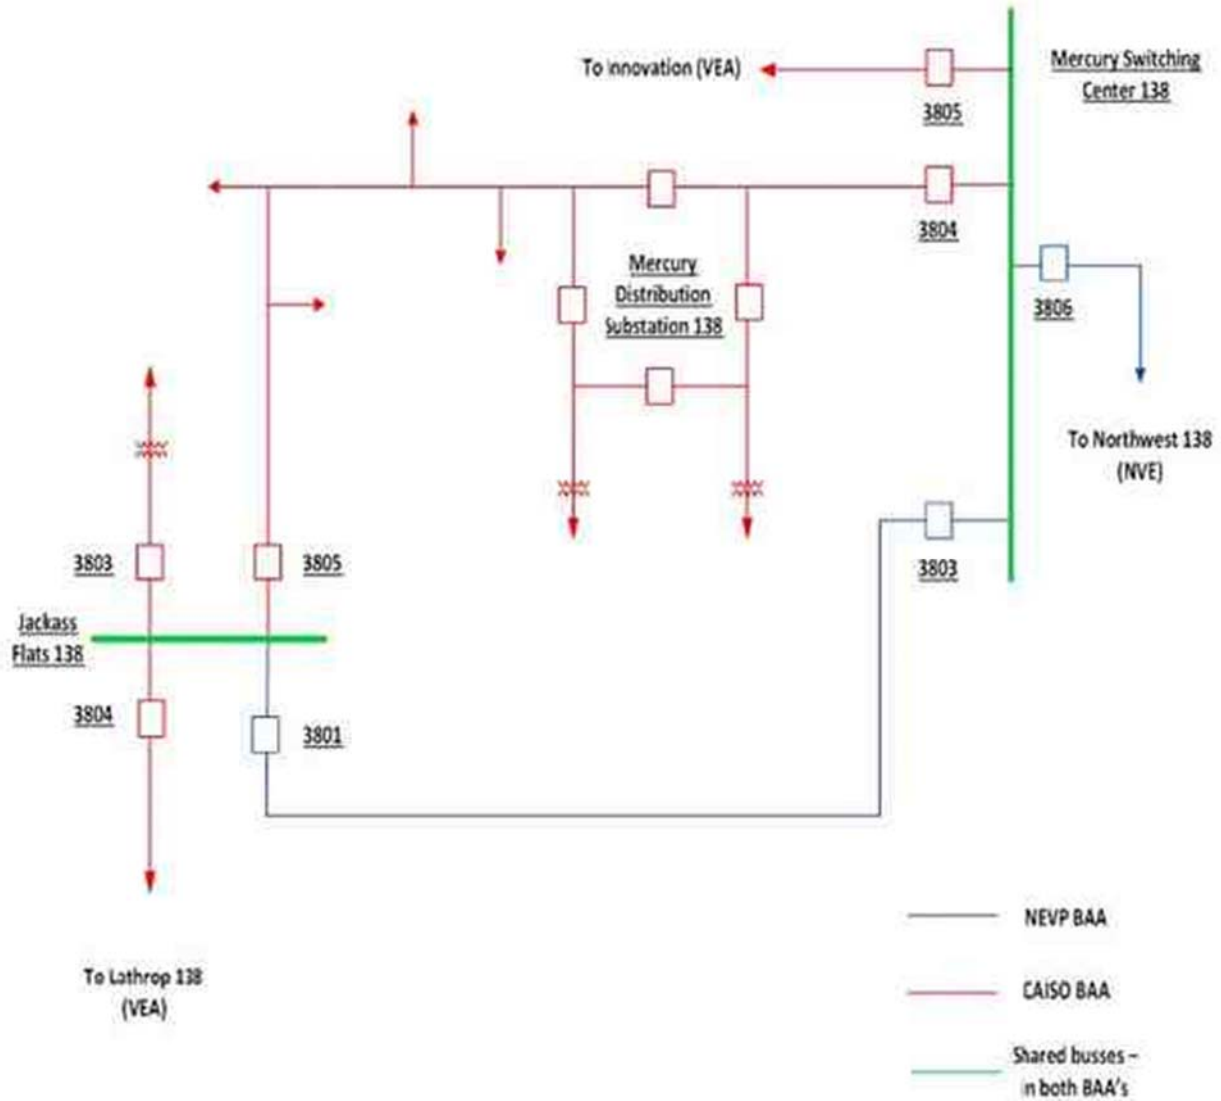 To Innovation (VEA)
3805
Mercury Switching
Center 138
3804
Mercury
Distribution
Substation 138
3806
To Northwest 138
(NVE)
3803
3803
3805
Jackass
Flats 138
3804
3801
To Lathrop 138
(VEA)
NEVP BAA
CAISO BAA
Shared busses –
in both BAA's